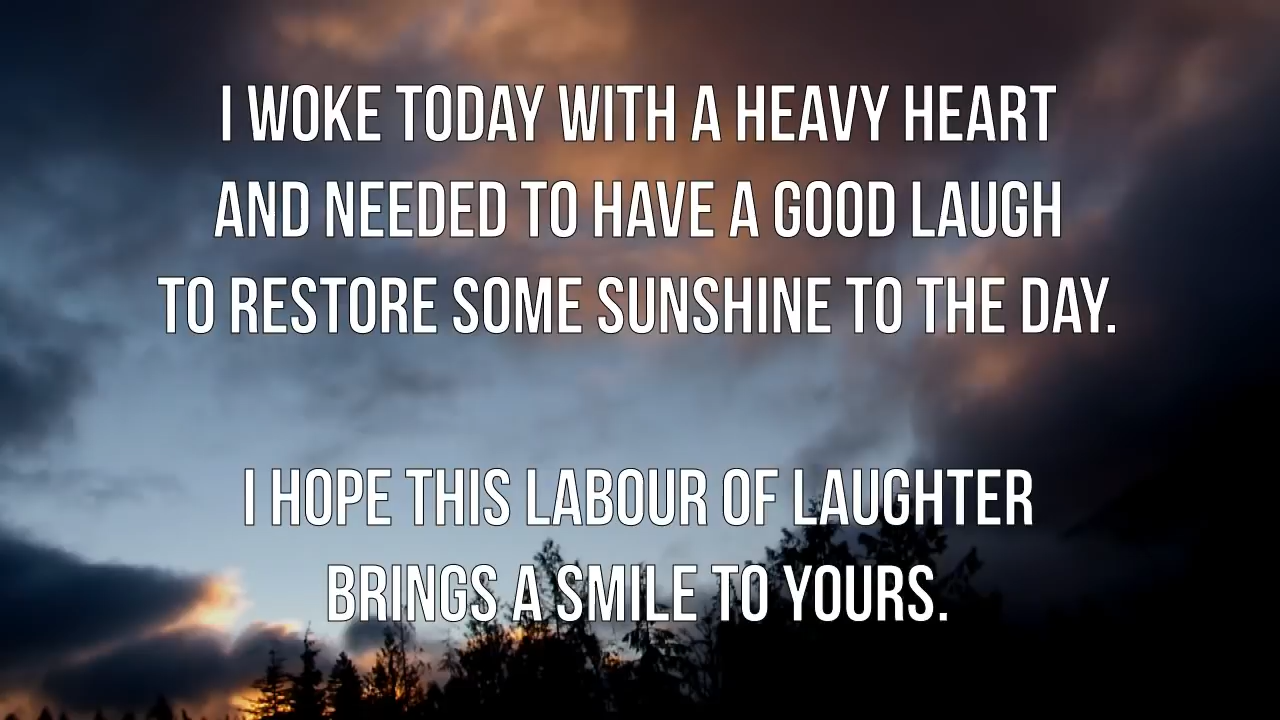 I WOKE TODAY WITH A HEAVY HEART
AND NEEDED TO HAVE A GOOD LAUGH
TO RESTORE SOME SUNSHINE TO THE DAY.
I HOPE THIS LABOUR OF LAUGHTER
BRINGS A SMILE TO YOURS.